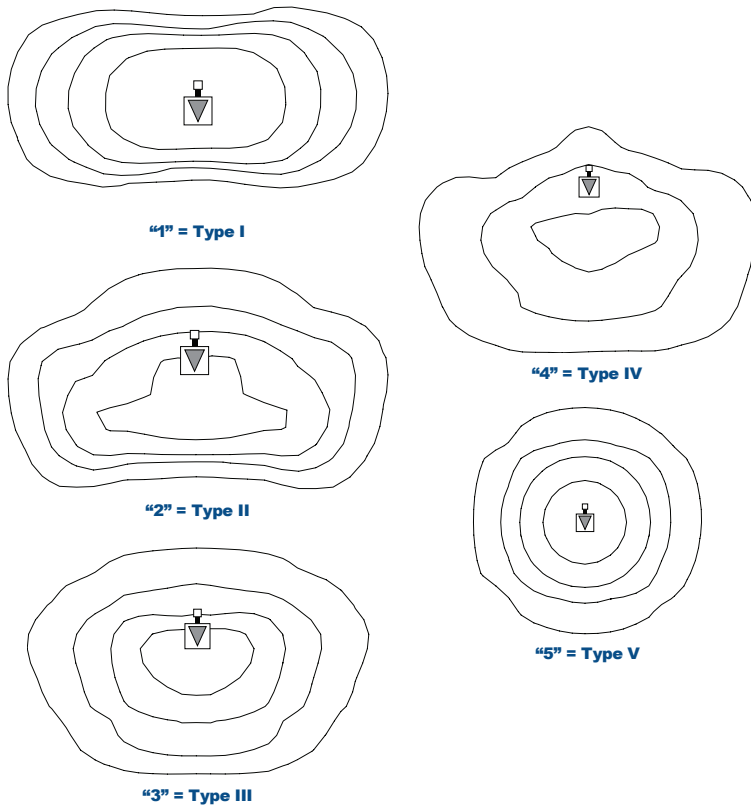 “1” = Type I
“2” = Type II
“3” = Type III
“4” = Type IV
“5” = Type V